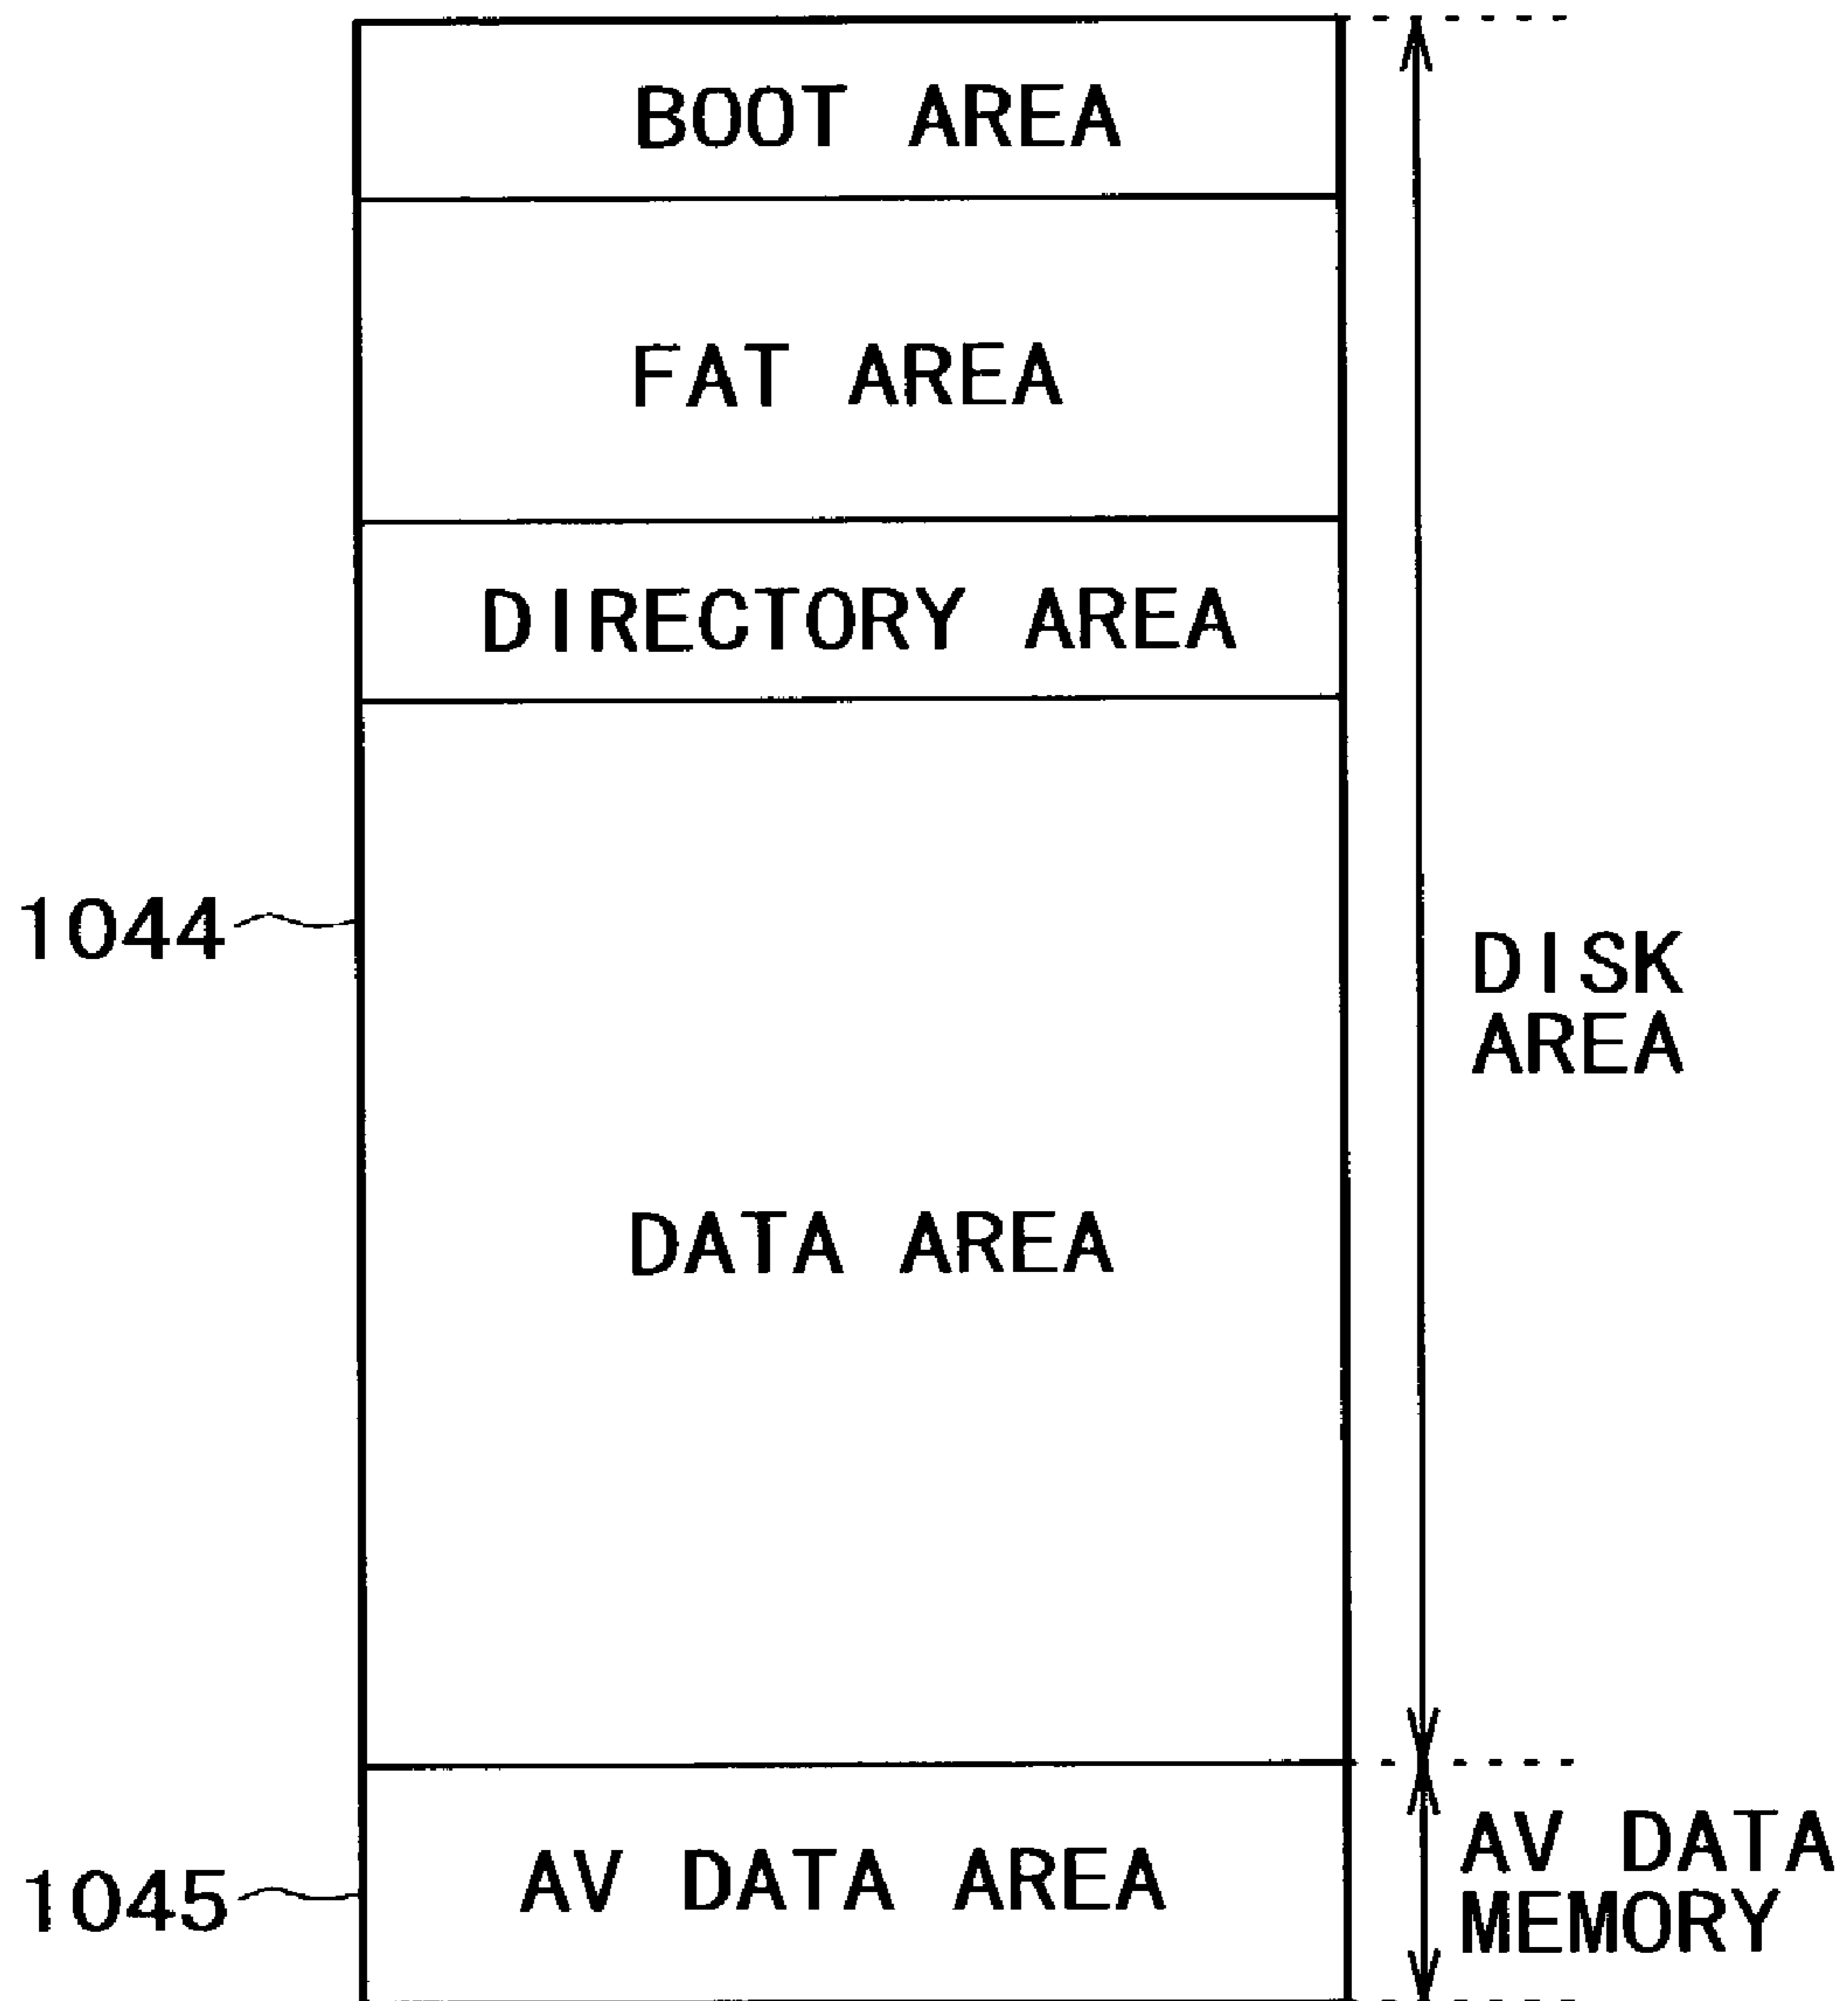 BOOT AREA
FAT AREA
DIRECTORY AREA
1044
DISK
AREA
DATA AREA
1045
AV DATA AREA
AV DATA
MEMORY